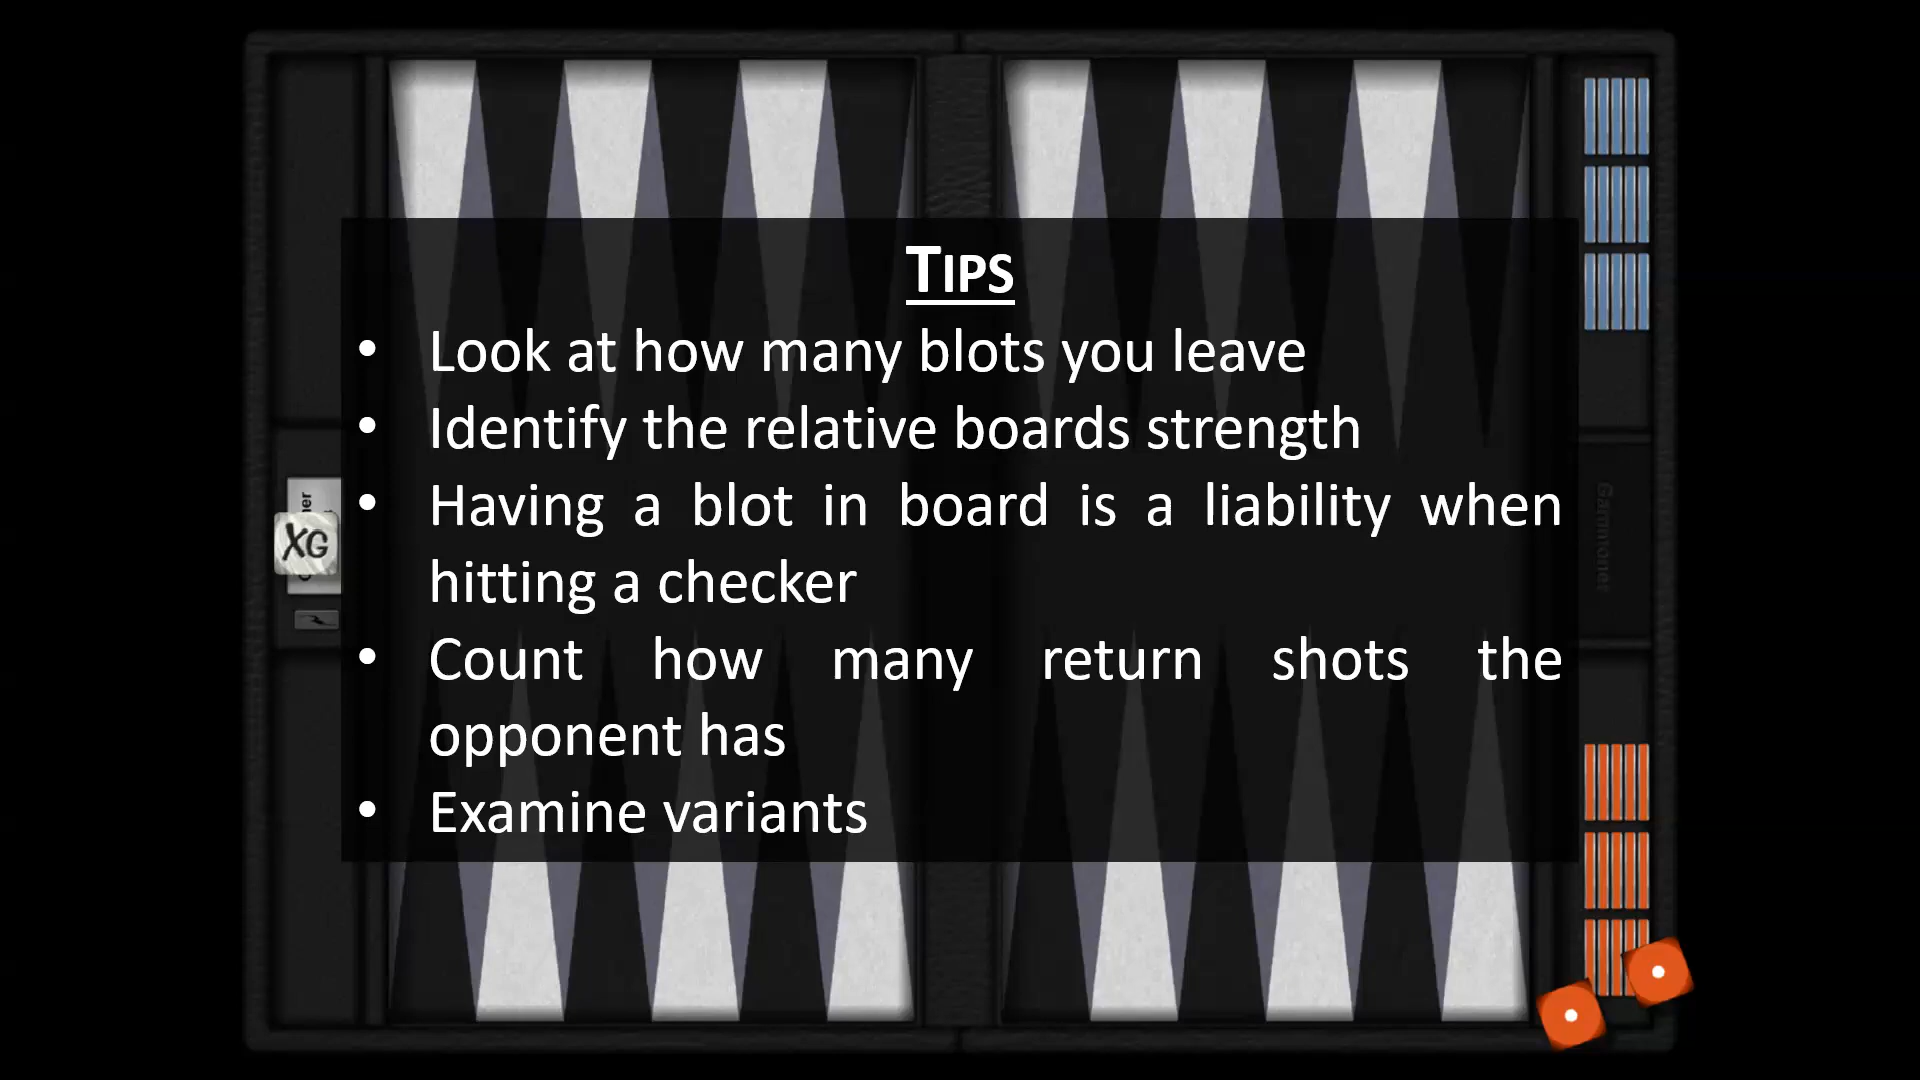 TIPS
• Look at how many blots you leave
• Identify the relative boards strength
• Having a blot in board is a liability when
hitting a checker
• Count how many return shots the
opponent has
• Examine variants
XG